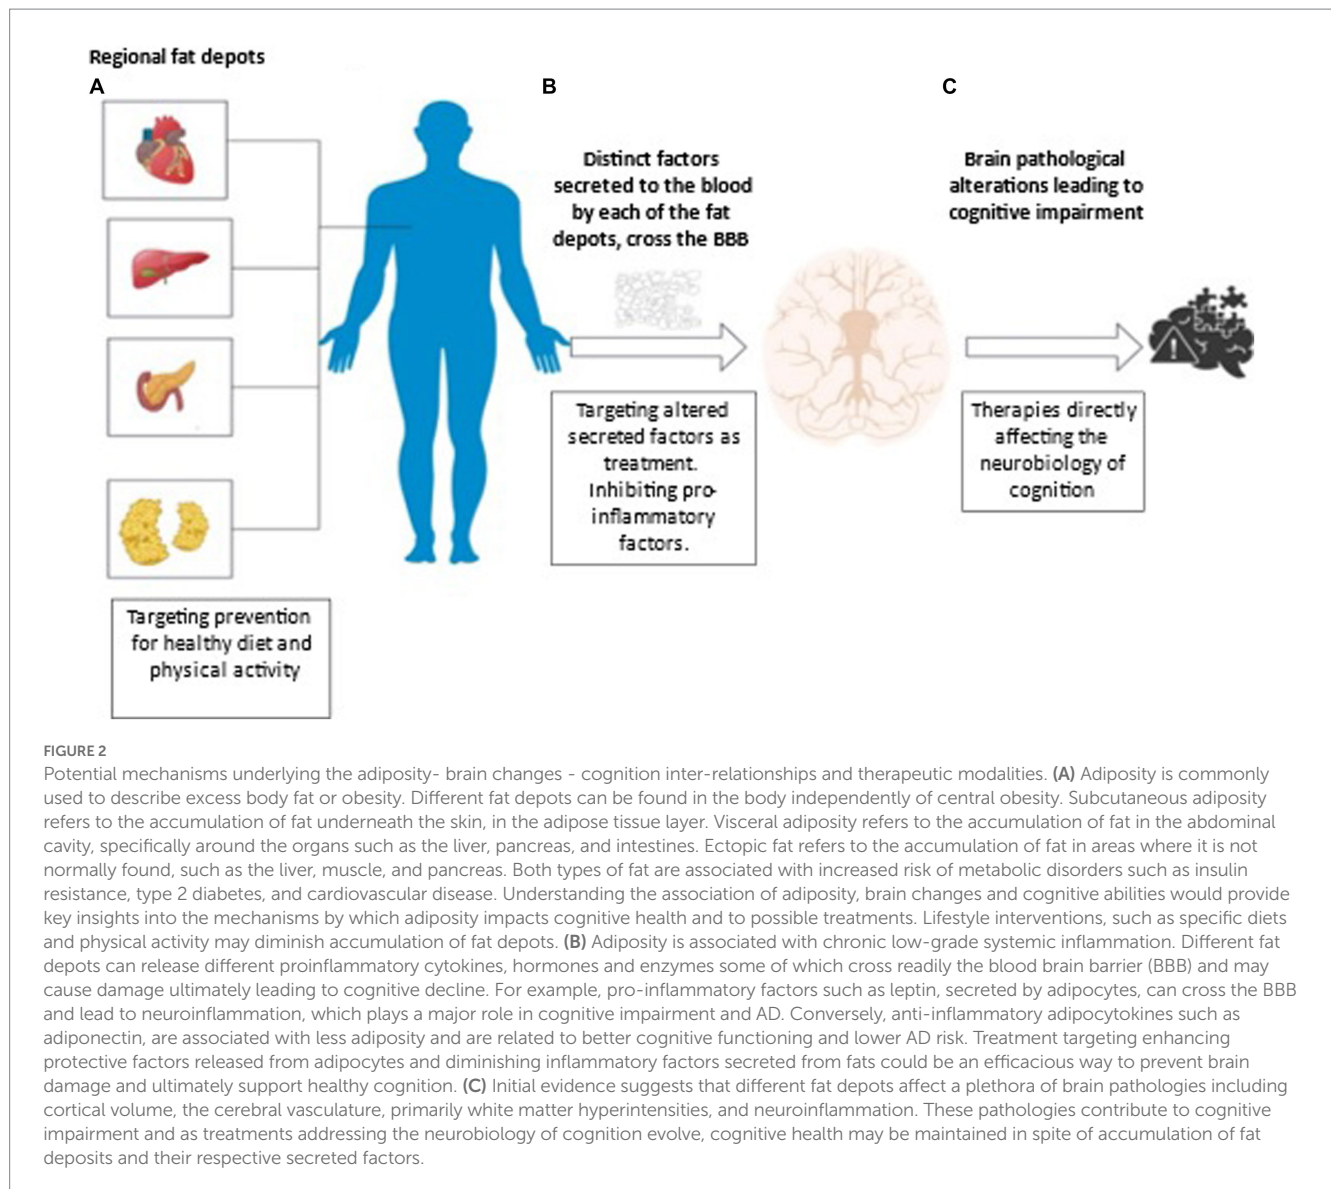 Regional fat depots
A
B
C
Distinct factors
secreted to the blood
by each of the fat
depots, cross the BBB
Brain pathological
alterations leading to
cognitive impairment
Targeting altered
secreted factors as
treatment.
Inhibiting pro-
inflammatory
factors.
Therapies directly
affecting the
neurobiology of
cognition
Targeting prevention
for healthy diet and
physical activity
FIGURE 2
Potential mechanisms underlying the adiposity- brain changes - cognition inter-relationships and therapeutic modalities. (A) Adiposity is commonly
used to describe excess body fat or obesity. Different fat depots can be found in the body independently of central obesity. Subcutaneous adiposity
refers to the accumulation of fat underneath the skin, in the adipose tissue layer. Visceral adiposity refers to the accumulation of fat in the abdominal
cavity, specifically around the organs such as the liver, pancreas, and intestines. Ectopic fat refers to the accumulation of fat in areas where it is not
normally found, such as the liver, muscle, and pancreas. Both types of fat are associated with increased risk of metabolic disorders such as insulin
resistance, type 2 diabetes, and cardiovascular disease. Understanding the association of adiposity, brain changes and cognitive abilities would provide
key insights into the mechanisms by which adiposity impacts cognitive health and to possible treatments. Lifestyle interventions, such as specific diets
and physical activity may diminish accumulation of fat depots. (B) Adiposity is associated with chronic low-grade systemic inflammation. Different fat
depots can release different proinflammatory cytokines, hormones and enzymes some of which cross readily the blood brain barrier (BBB) and may
cause damage ultimately leading to cognitive decline. For example, pro-inflammatory factors such as leptin, secreted by adipocytes, can cross the BBB
and lead to neuroinflammation, which plays a major role in cognitive impairment and AD. Conversely, anti-inflammatory adipocytokines such as
adiponectin, are associated with less adiposity and are related to better cognitive functioning and lower AD risk. Treatment targeting enhancing
protective factors released from adipocytes and diminishing inflammatory factors secreted from fats could be an efficacious way to prevent brain
damage and ultimately support healthy cognition. (C) Initial evidence suggests that different fat depots affect a plethora of brain pathologies including
cortical volume, the cerebral vasculature, primarily white matter hyperintensities, and neuroinflammation. These pathologies contribute to cognitive
impairment and as treatments addressing the neurobiology of cognition evolve, cognitive health may be maintained in spite of accumulation of fat
deposits and their respective secreted factors.